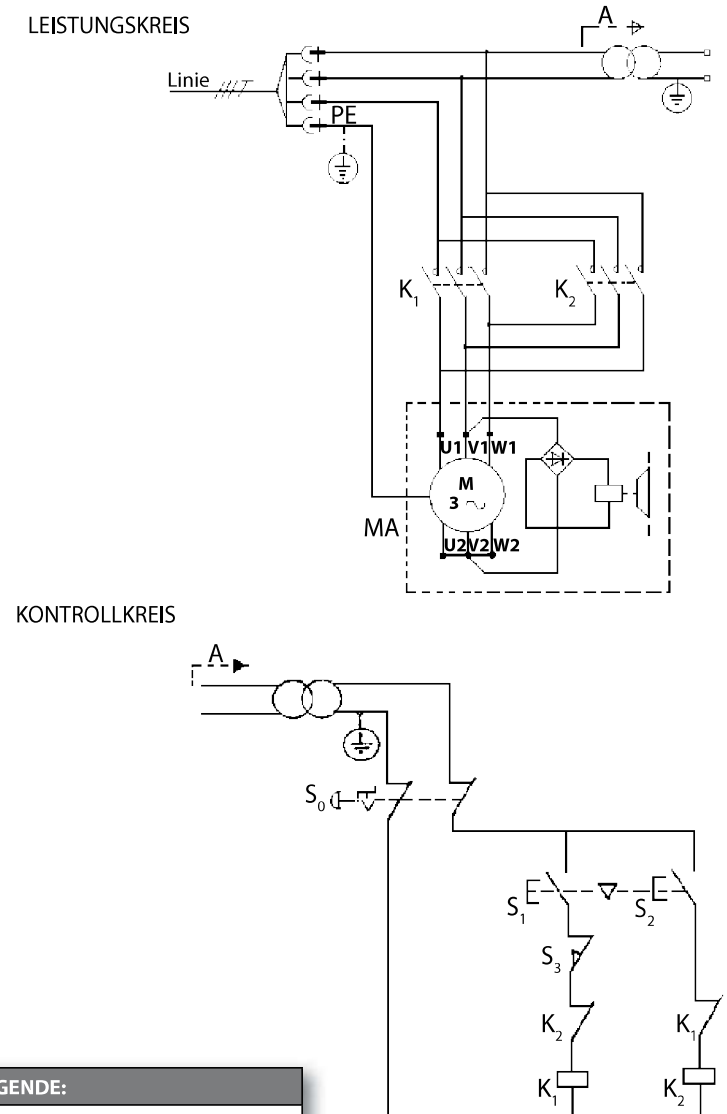 LEISTUNGSKREIS
A
Linie
PE
K₁
K₂
U1 V1 W1
M
3
MA
U2 V2 W2
KONTROLLKREIS
A
S₀
S₁
S₂
S₃
K₂
K₁
K₁
K₂
GENDE: